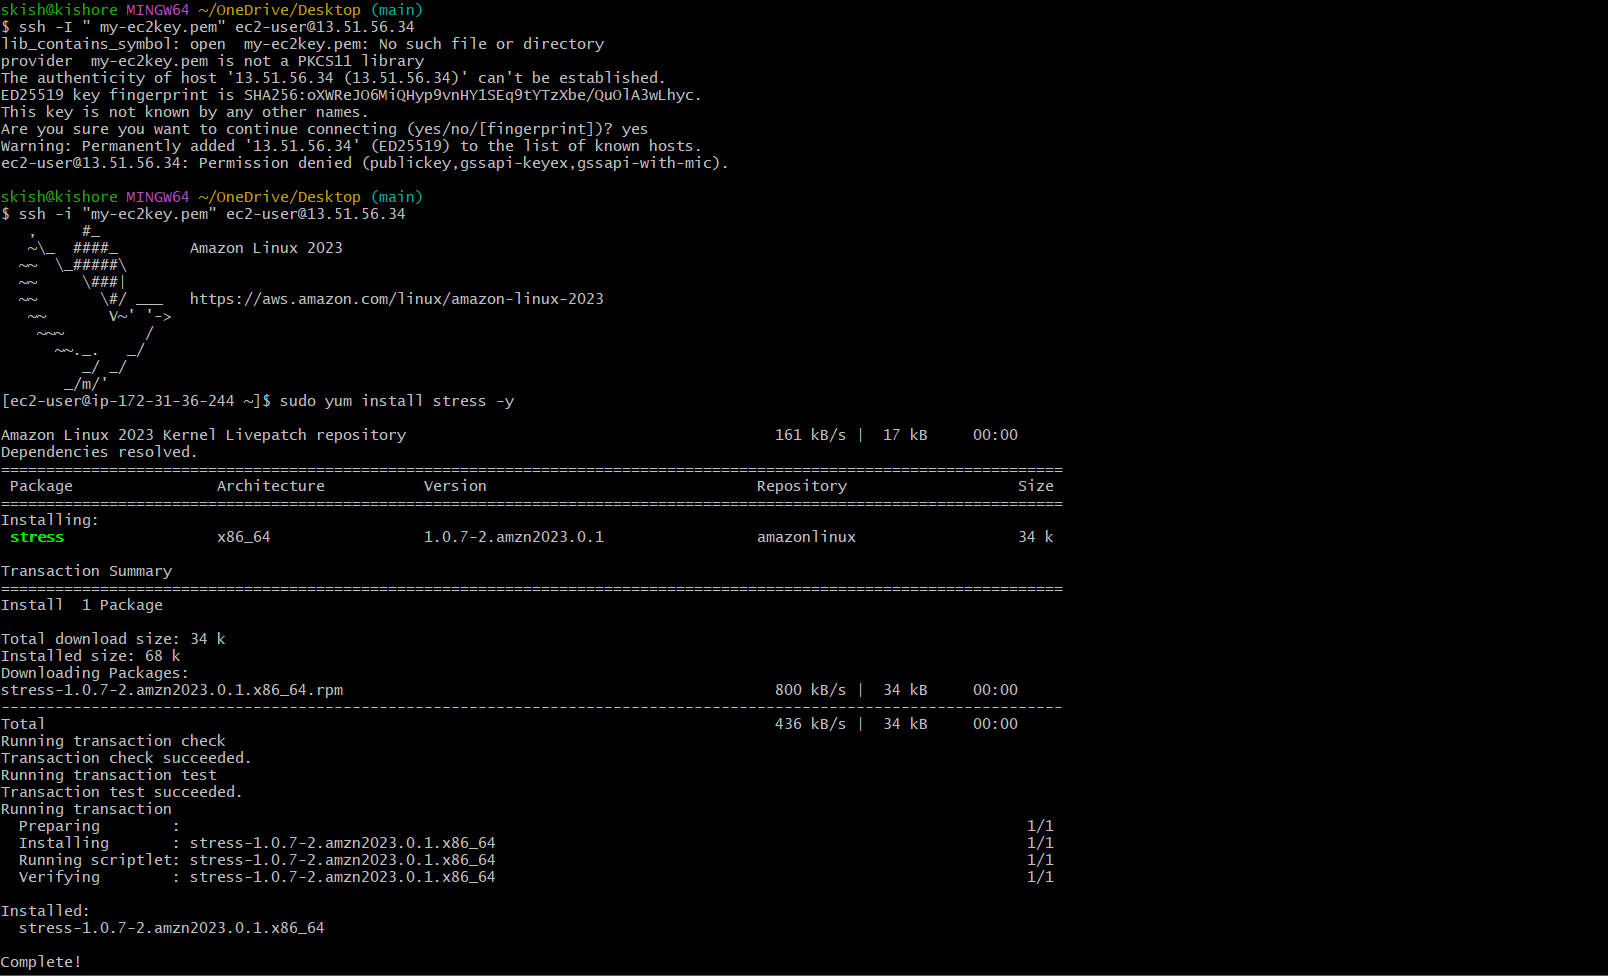 skish@kishore MINGW64 ~/OneDrive/Desktop (main)
$ ssh -I " my-ec2key.pem" ec2-user@13.51.56.34
lib_contains_symbol: open  my-ec2key.pem: No such file or directory
provider  my-ec2key.pem is not a PKCS11 library
The authenticity of host '13.51.56.34 (13.51.56.34)' can't be established.
ED25519 key fingerprint is SHA256:oXWReJO6MiQHyp9vnHY1SEq9tYTzXbe/QuOlA3wLhyc.
This key is not known by any other names.
Are you sure you want to continue connecting (yes/no/[fingerprint])? yes
Warning: Permanently added '13.51.56.34' (ED25519) to the list of known hosts.
ec2-user@13.51.56.34: Permission denied (publickey,gssapi-keyex,gssapi-with-mic).
skish@kishore MINGW64 ~/OneDrive/Desktop (main)
$ ssh -i "my-ec2key.pem" ec2-user@13.51.56.34
   ,     #_
   ~\_  ####_        Amazon Linux 2023
  ~~  \_#####\
  ~~     \###|
  ~~       \#/ ___   https://aws.amazon.com/linux/amazon-linux-2023
   ~~       V~' '->
    ~~~         /
      ~~._.   _/
         _/ _/
       _/m/'
[ec2-user@ip-172-31-36-244 ~]$ sudo yum install stress -y
Amazon Linux 2023 Kernel Livepatch repository                                         161 kB/s |  17 kB     00:00
Dependencies resolved.
======================================================================================================================
 Package                Architecture           Version                              Repository                   Size
======================================================================================================================
Installing:
 stress                 x86_64                 1.0.7-2.amzn2023.0.1                 amazonlinux                  34 k
Transaction Summary
======================================================================================================================
Install  1 Package
Total download size: 34 k
Installed size: 68 k
Downloading Packages:
stress-1.0.7-2.amzn2023.0.1.x86_64.rpm                                                800 kB/s |  34 kB     00:00
----------------------------------------------------------------------------------------------------------------------
Total                                                                                 436 kB/s |  34 kB     00:00
Running transaction check
Transaction check succeeded.
Running transaction test
Transaction test succeeded.
Running transaction
  Preparing        :                                                                                              1/1
  Installing       : stress-1.0.7-2.amzn2023.0.1.x86_64                                                           1/1
  Running scriptlet: stress-1.0.7-2.amzn2023.0.1.x86_64                                                           1/1
  Verifying        : stress-1.0.7-2.amzn2023.0.1.x86_64                                                           1/1
Installed:
  stress-1.0.7-2.amzn2023.0.1.x86_64
Complete!